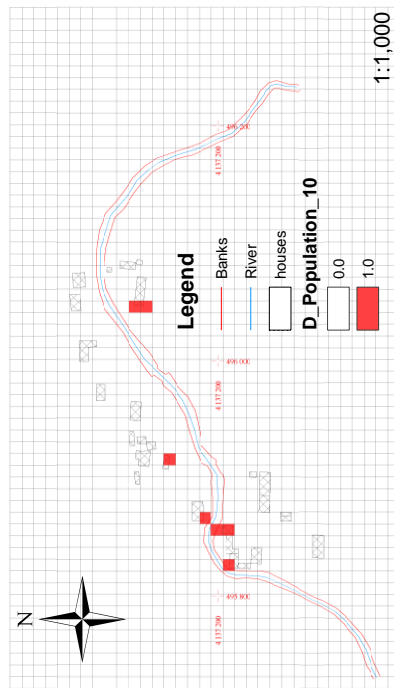 N
1:1,000
Legend
Banks
River
houses
D_Population_10
0.0
1.0
495 800
4 137 200
496 000
4 137 200
496 200
4 137 200